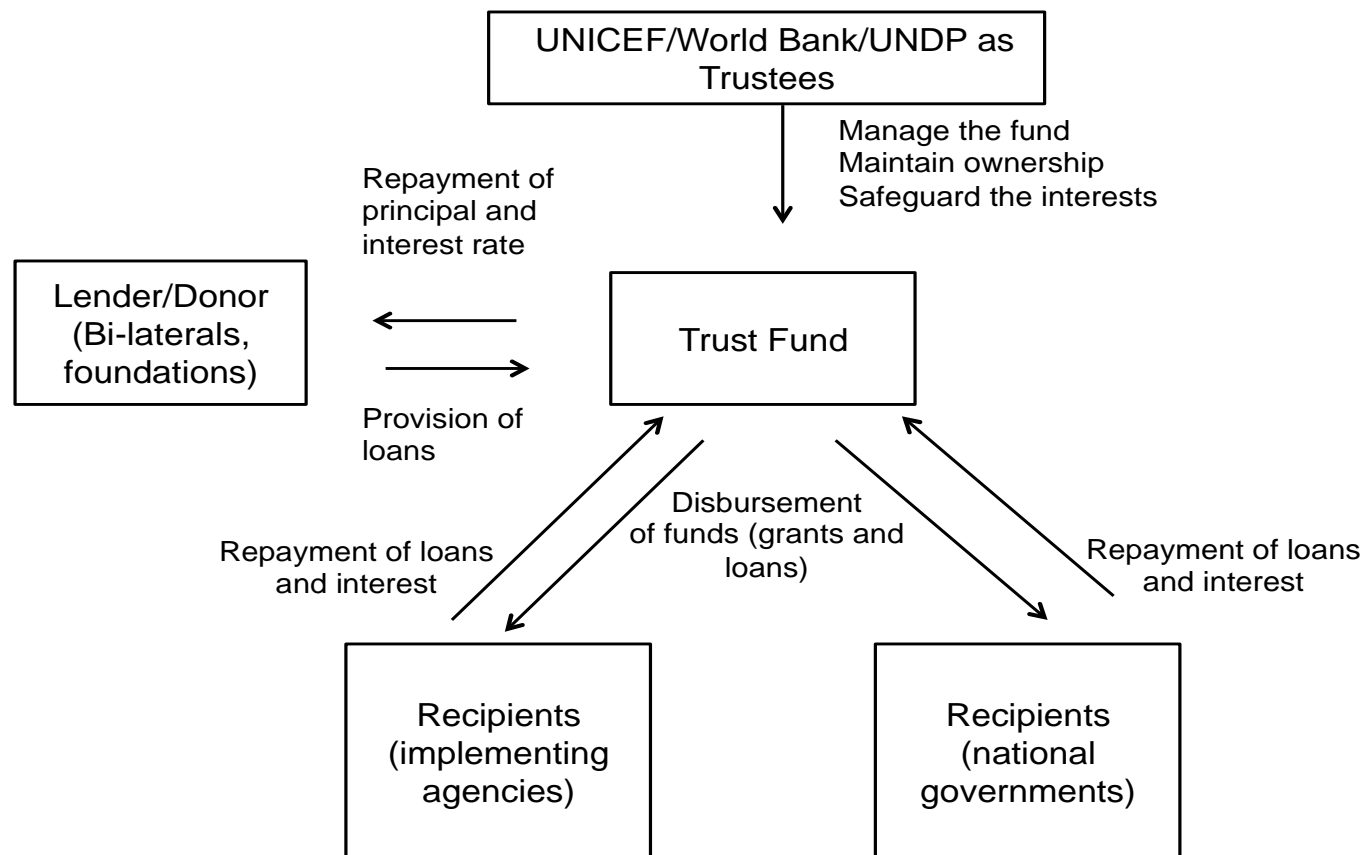 UNICEF/World Bank/UNDP as
Trustees
Manage the fund
Maintain ownership
Safeguard the interests
Repayment of
principal and
interest rate
Lender/Donor
(Bi-laterals,
foundations)
Trust Fund
Provision of
loans
Disbursement
of funds (grants and
loans)
Repayment of loans
and interest
Repayment of loans
and interest
Recipients
(implementing
agencies)
Recipients
(national
governments)